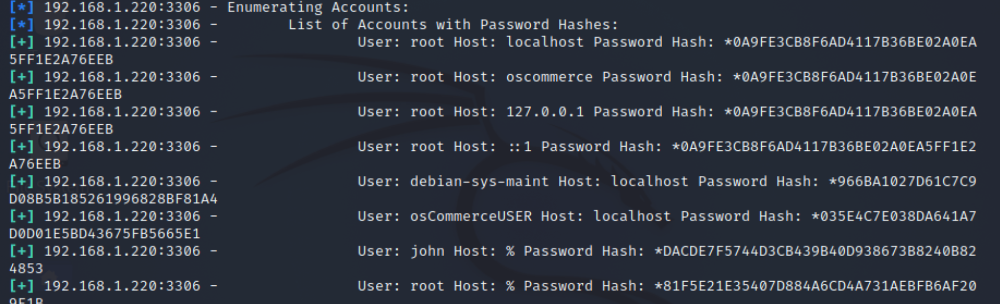 [*] 192.168.1.220:3306 - Enumerating Accounts:
[*] 192.168.1.220:3306 -        List of Accounts with Password Hashes:
[+] 192.168.1.220:3306 -                User: root Host: localhost Password Hash: *0A9FE3CB8F6AD4117B36BE02A0EA
5FF1E2A76EEB
[+] 192.168.1.220:3306 -                User: root Host: oscommerce Password Hash: *0A9FE3CB8F6AD4117B36BE02A0E
A5FF1E2A76EEB
[+] 192.168.1.220:3306 -                User: root Host: 127.0.0.1 Password Hash: *0A9FE3CB8F6AD4117B36BE02A0EA
5FF1E2A76EEB
[+] 192.168.1.220:3306 -                User: root Host: ::1 Password Hash: *0A9FE3CB8F6AD4117B36BE02A0EA5FF1E2
A76EEB
[+] 192.168.1.220:3306 -                User: debian-sys-maint Host: localhost Password Hash: *966BA1027D61C7C9
D08B5B185261996828BF81A4
[+] 192.168.1.220:3306 -                User: osCommerceUSER Host: localhost Password Hash: *035E4C7E038DA641A7
D0D01E5BD43675FB5665E1
[+] 192.168.1.220:3306 -                User: john Host: % Password Hash: *DACDE7F5744D3CB439B40D938673B8240B82
4853
[+] 192.168.1.220:3306 -                User: root Host: % Password Hash: *81F5E21E35407D884A6CD4A731AEBFB6AF20